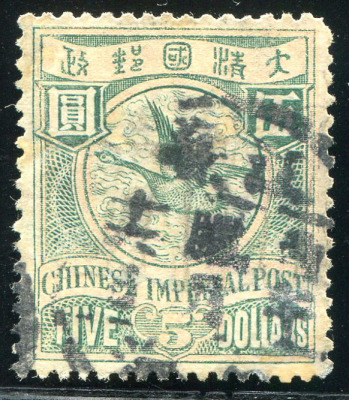 大清國郵政
伍 圓
CHINESE IMPERIAL POST
FIVE 5 DOLLARS